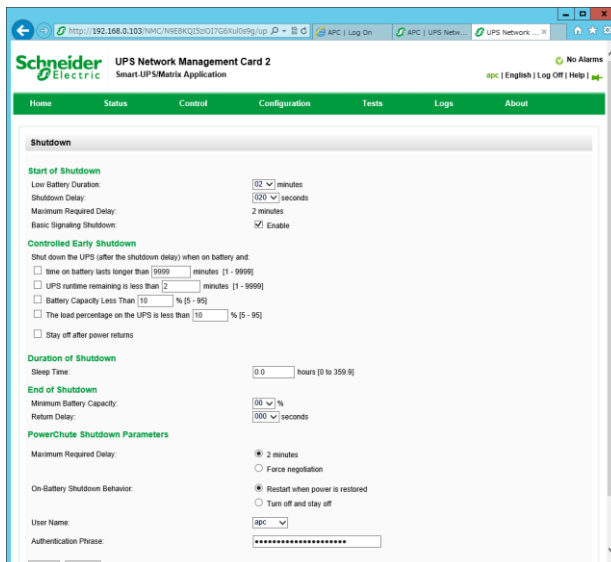 http://192.168.0.103/NMC/N9E8KQI5zIOI7G6Xul0s9g/up
APC | Log On
APC | UPS Netw...
UPS Network ...
Schneider Electric
UPS Network Management Card 2
Smart-UPS/Matrix Application
No Alarms
apc | English | Log Off | Help |
Home Status Control Configuration Tests Logs About
Shutdown
Start of Shutdown
Low Battery Duration: 02 minutes
Shutdown Delay: 020 seconds
Maximum Required Delay: 2 minutes
Basic Signaling Shutdown: Enable
Controlled Early Shutdown
Shut down the UPS (after the shutdown delay) when on battery and:
time on battery lasts longer than 9999 minutes [1 - 9999]
UPS runtime remaining is less than 2 minutes [1 - 9999]
Battery Capacity Less Than 10 % [5 - 95]
The load percentage on the UPS is less than 10 % [5 - 95]
Stay off after power returns
Duration of Shutdown
Sleep Time: 0.0 hours [0 to 359.9]
End of Shutdown
Minimum Battery Capacity: 00 %
Return Delay: 000 seconds
PowerChute Shutdown Parameters
Maximum Required Delay: 2 minutes
Force negotiation
On-Battery Shutdown Behavior: Restart when power is restored
Turn off and stay off
User Name: apc
Authentication Phrase: •••••••••••••••••••••